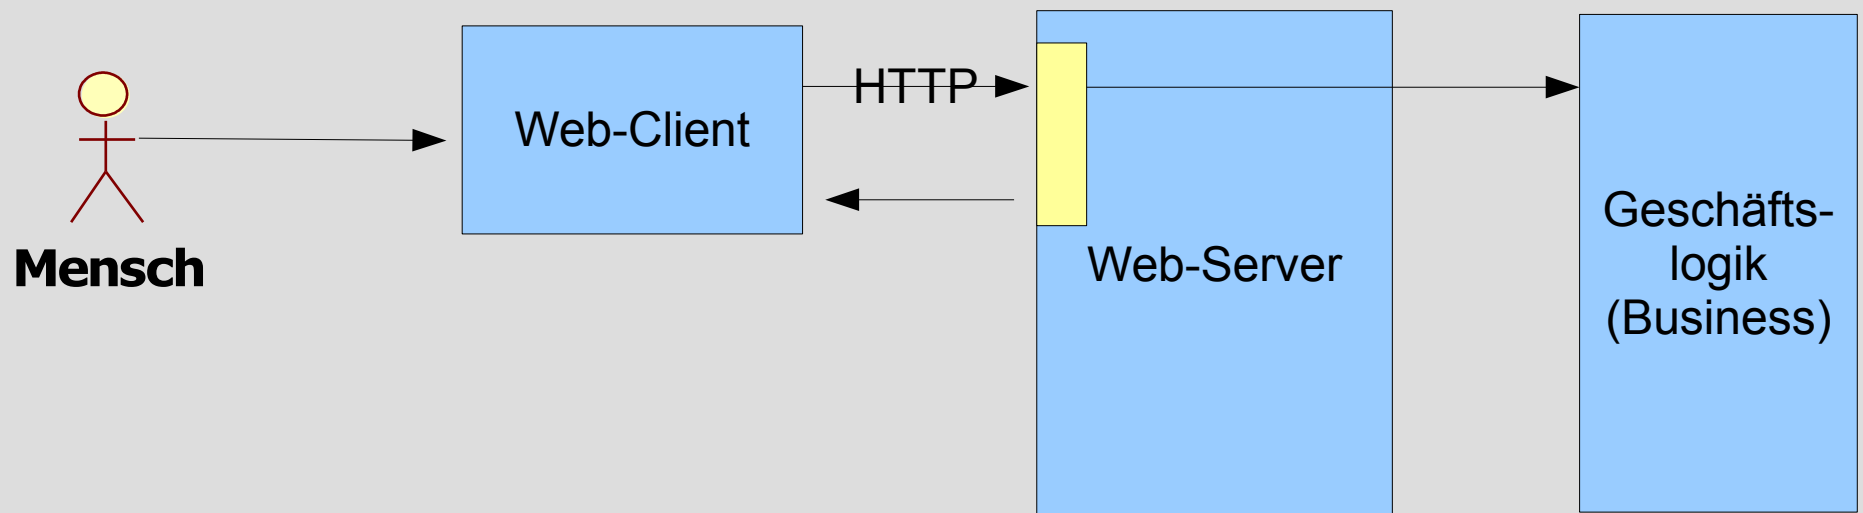 Mensch
Web-Client
HTTP
Web-Server
Geschäfts-
logik
(Business)